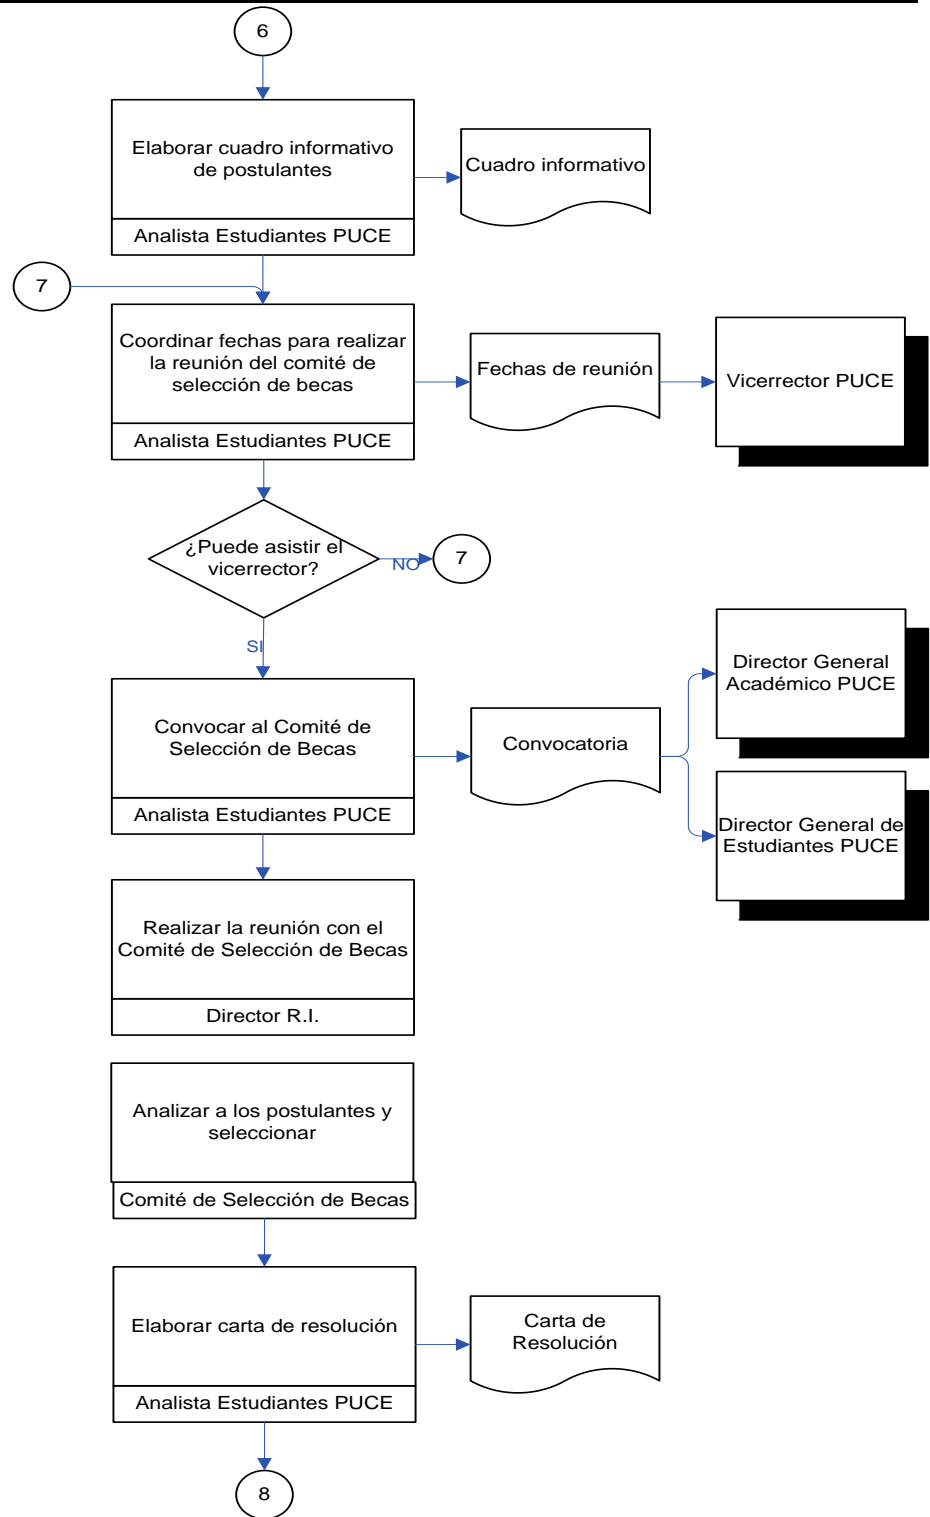 6
Elaborar cuadro informativo
de postulantes
Analista Estudiantes PUCE
Cuadro informativo
7
Coordinar fechas para realizar
la reunión del comité de
selección de becas
Analista Estudiantes PUCE
Fechas de reunión
Vicerrector PUCE
¿Puede asistir el
vicerrector?
NO
7
SI
Convocar al Comité de
Selección de Becas
Analista Estudiantes PUCE
Convocatoria
Director General
Académico PUCE
Director General de
Estudiantes PUCE
Realizar la reunión con el
Comité de Selección de Becas
Director R.I.
Analizar a los postulantes y
seleccionar
Comité de Selección de Becas
Elaborar carta de resolución
Analista Estudiantes PUCE
Carta de
Resolución
8